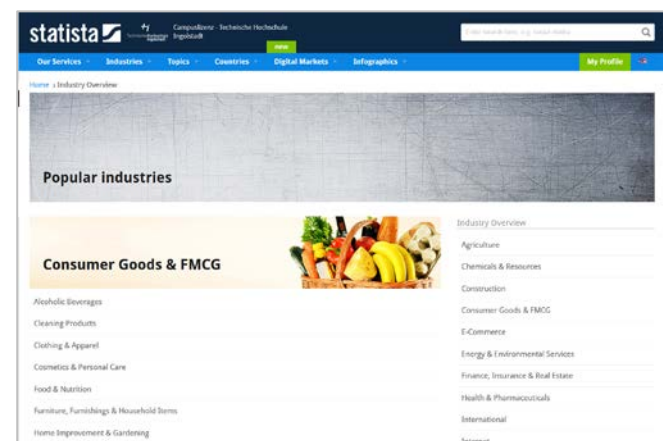 statista
Campuslizenz - Technische Hochschule
Ingolstadt
new
Our Services
Industries
Topics
Countries
Digital Markets
Infographics
My Profile
Home › Industry Overview
Popular industries
Consumer Goods & FMCG
Alcoholic Beverages
Cleaning Products
Clothing & Apparel
Cosmetics & Personal Care
Food & Nutrition
Furniture, Furnishings & Household Items
Home Improvement & Gardening
Industry Overview
Agriculture
Chemicals & Resources
Construction
Consumer Goods & FMCG
E-Commerce
Energy & Environmental Services
Finance, Insurance & Real Estate
Health & Pharmaceuticals
International
Internet